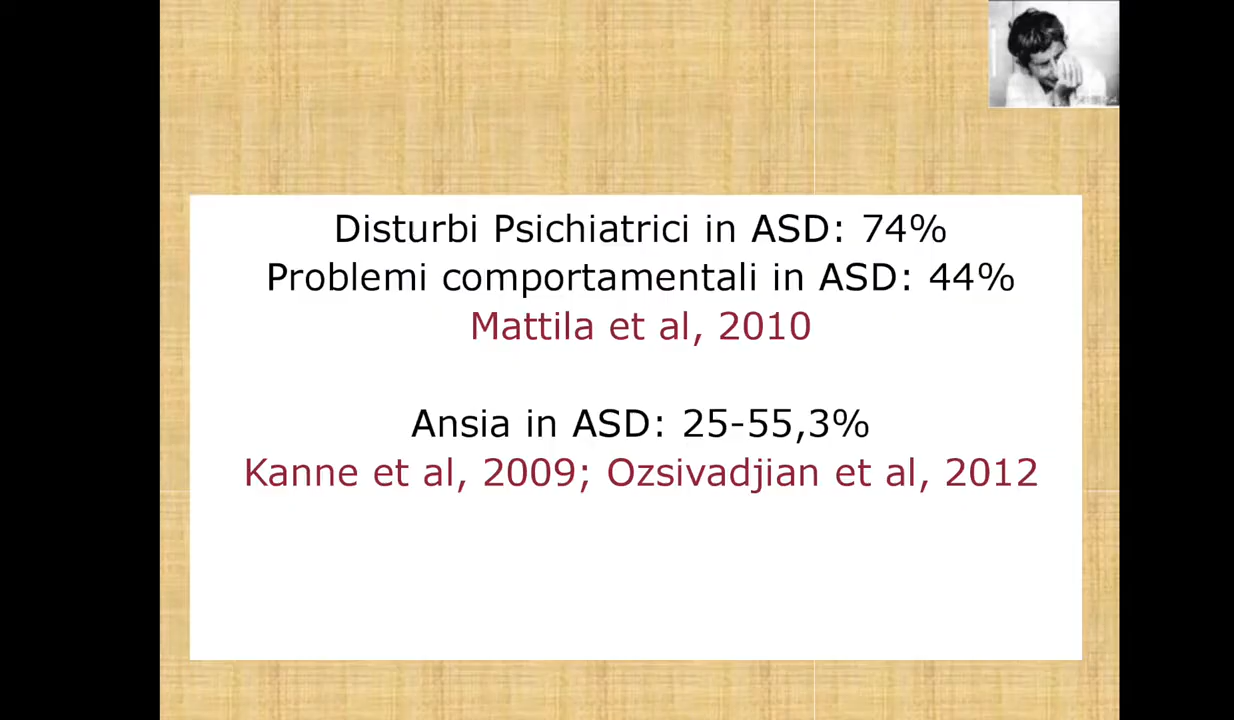 Disturbi Psichiatrici in ASD: 74%
Problemi comportamentali in ASD: 44%
Mattila et al, 2010
Ansia in ASD: 25-55,3%
Kanne et al, 2009; Ozsivadjian et al, 2012